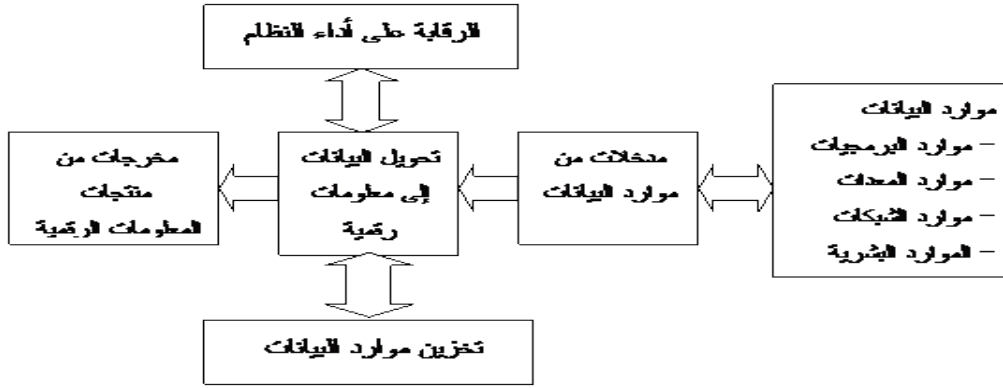 الرقابة على أداء النظام
موارد البيانات
– موارد البرمجيات
– موارد المعدات
– موارد الشبكات
– الموارد البشرية
مدخلات من
موارد البيانات
تحويل البيانات
إلى معلومات
رقمية
مخرجات من
منتجات
المعلومات الرقمية
تخزين موارد البيانات